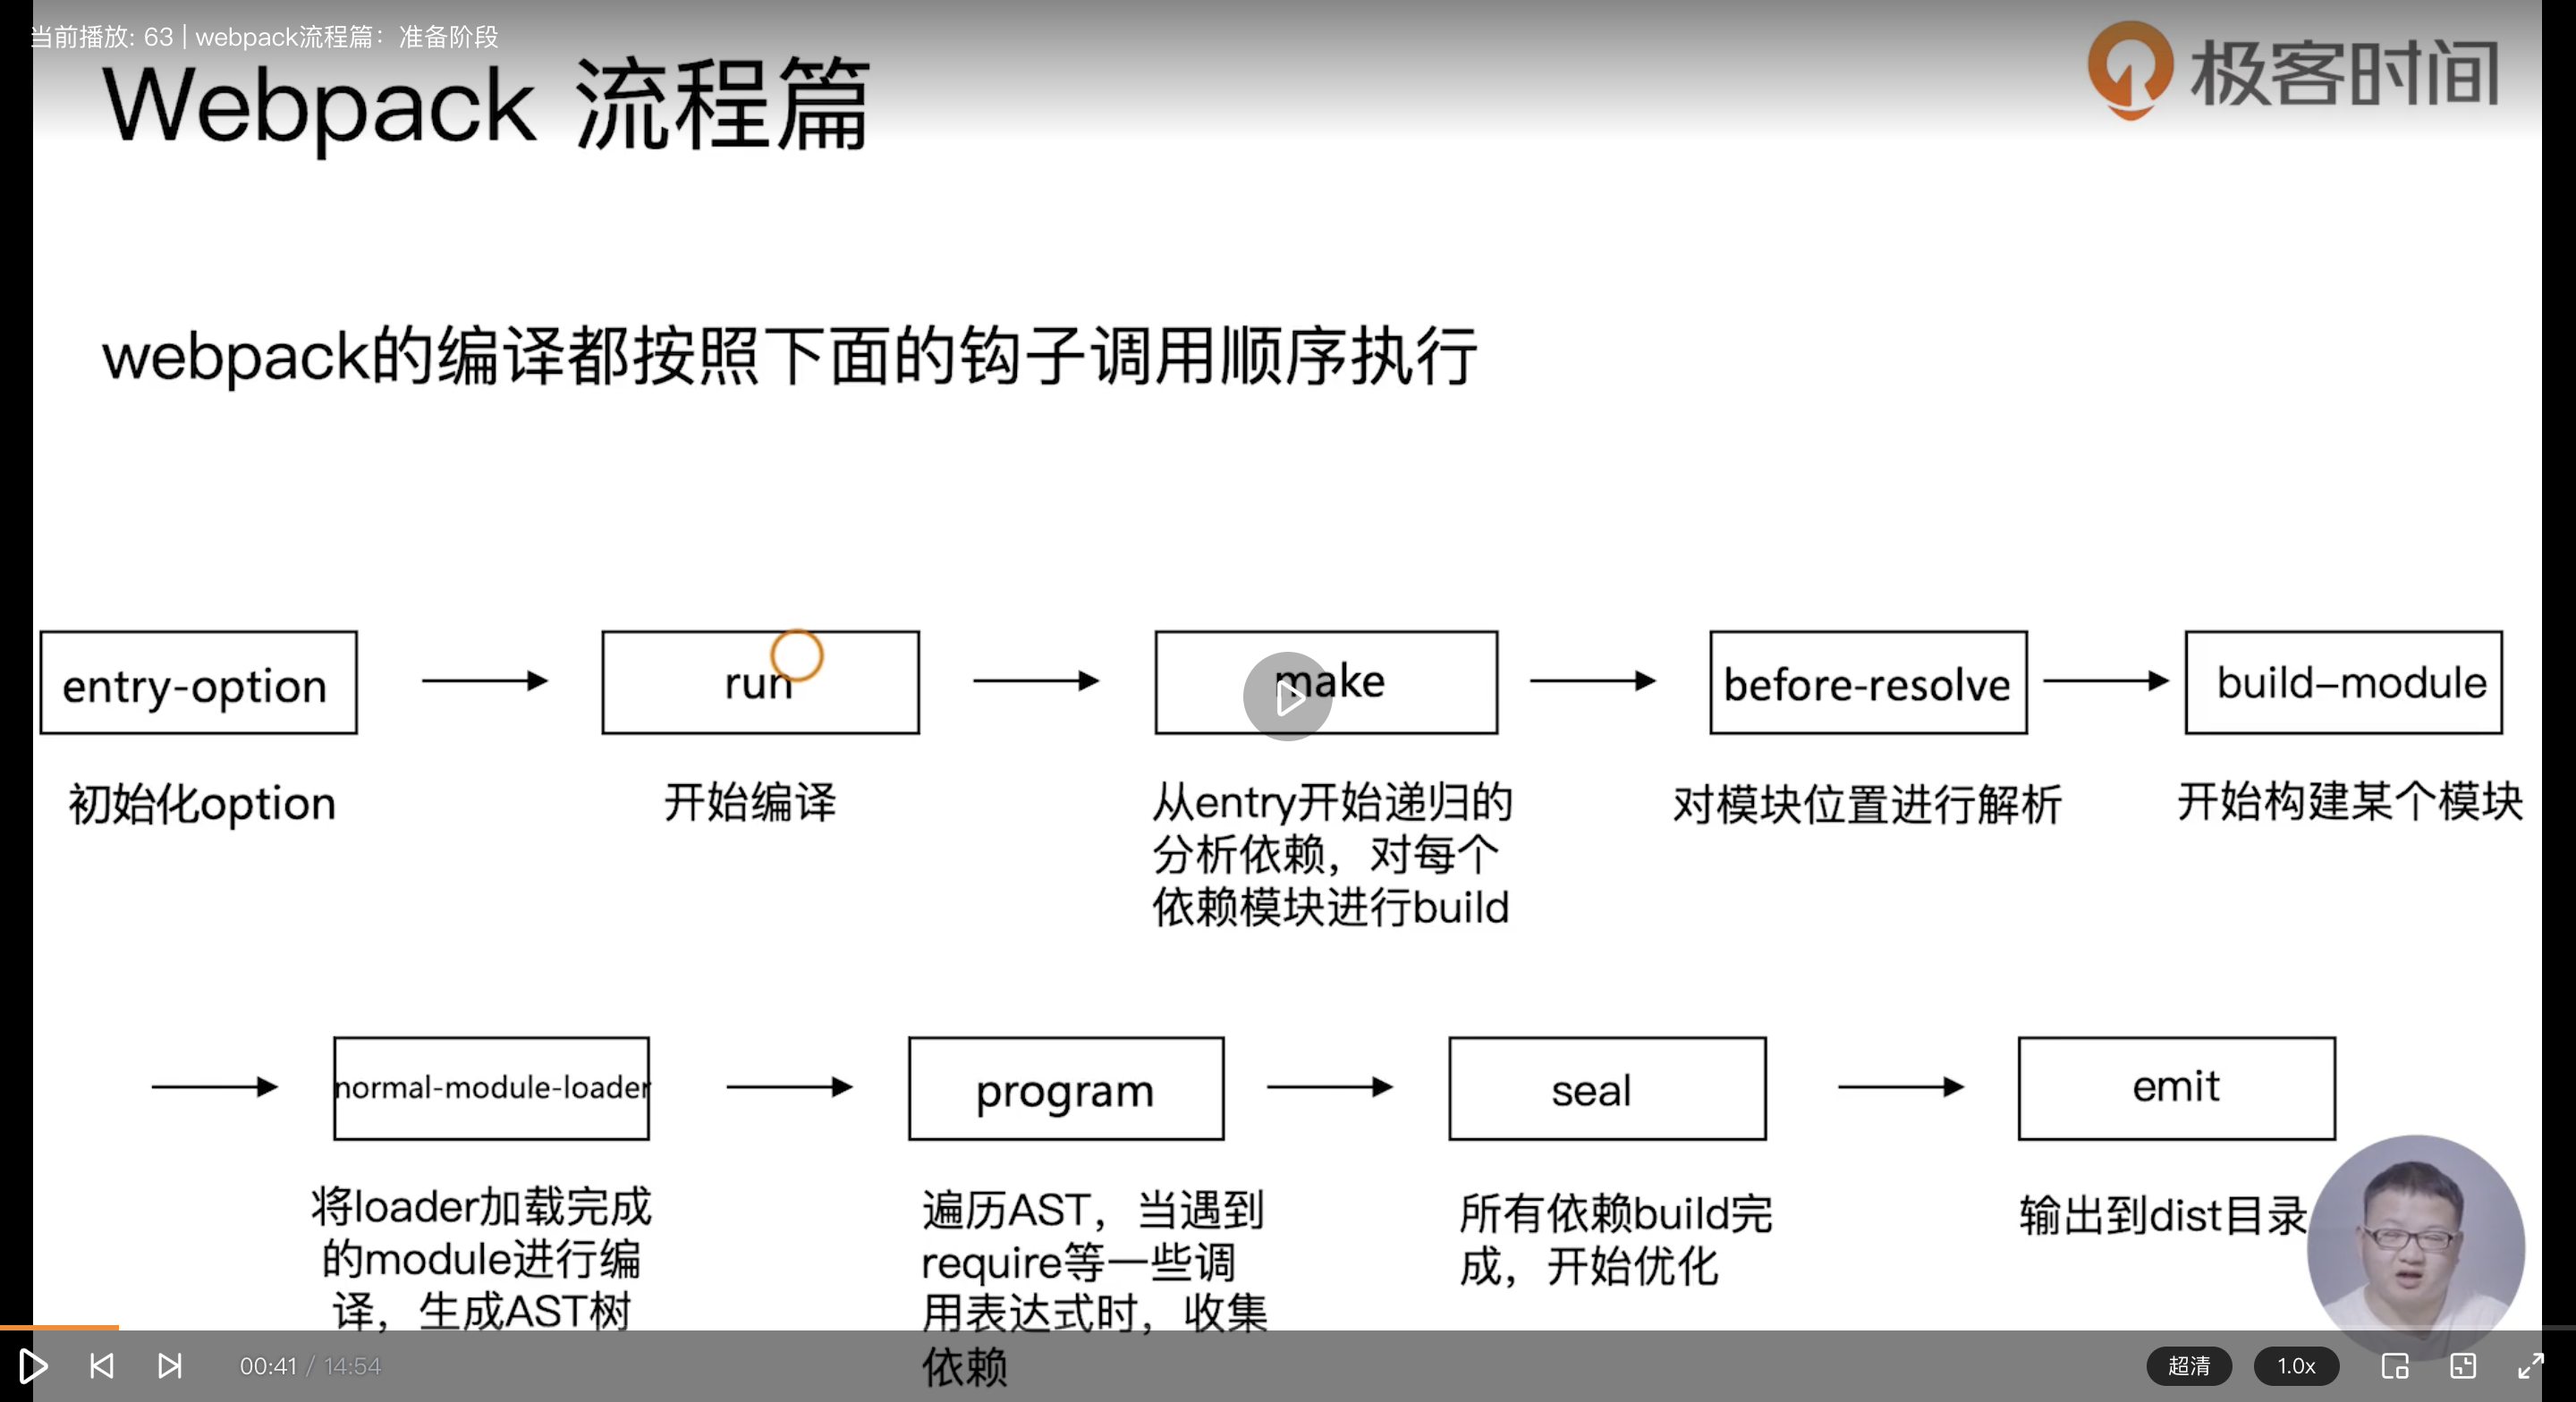 当前播放: 63 | webpack流程篇：准备阶段
Webpack 流程篇
极客时间
webpack的编译都按照下面的钩子调用顺序执行
entry-option
run
make
before-resolve
build–module
初始化option
开始编译
从entry开始递归的
分析依赖，对每个
依赖模块进行build
对模块位置进行解析
开始构建某个模块
normal-module-loader
program
seal
emit
将loader加载完成
的module进行编
译，生成AST树
遍历AST，当遇到
require等一些调
用表达式时，收集
依赖
所有依赖build完
成，开始优化
输出到dist目录
00:41 / 14:54
超清
1.0x